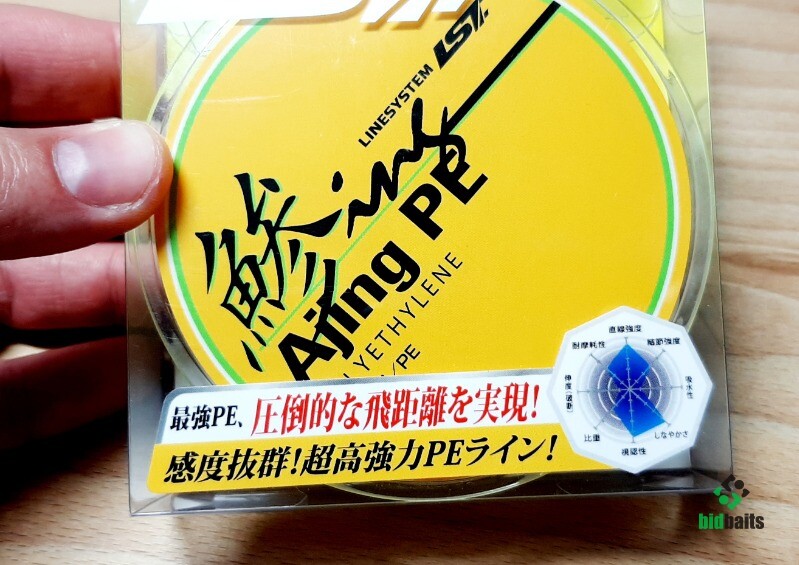 LINESYSTEM LST.
鯵ing
Ajing PE
YETHYLENE
/PE
最強PE、圧倒的な飛距離を実現!
感度抜群!超高強力PEライン!
直線強度
結節強度
吸水性
しなやかさ
視認性
比重
耐摩耗性
bidbaits